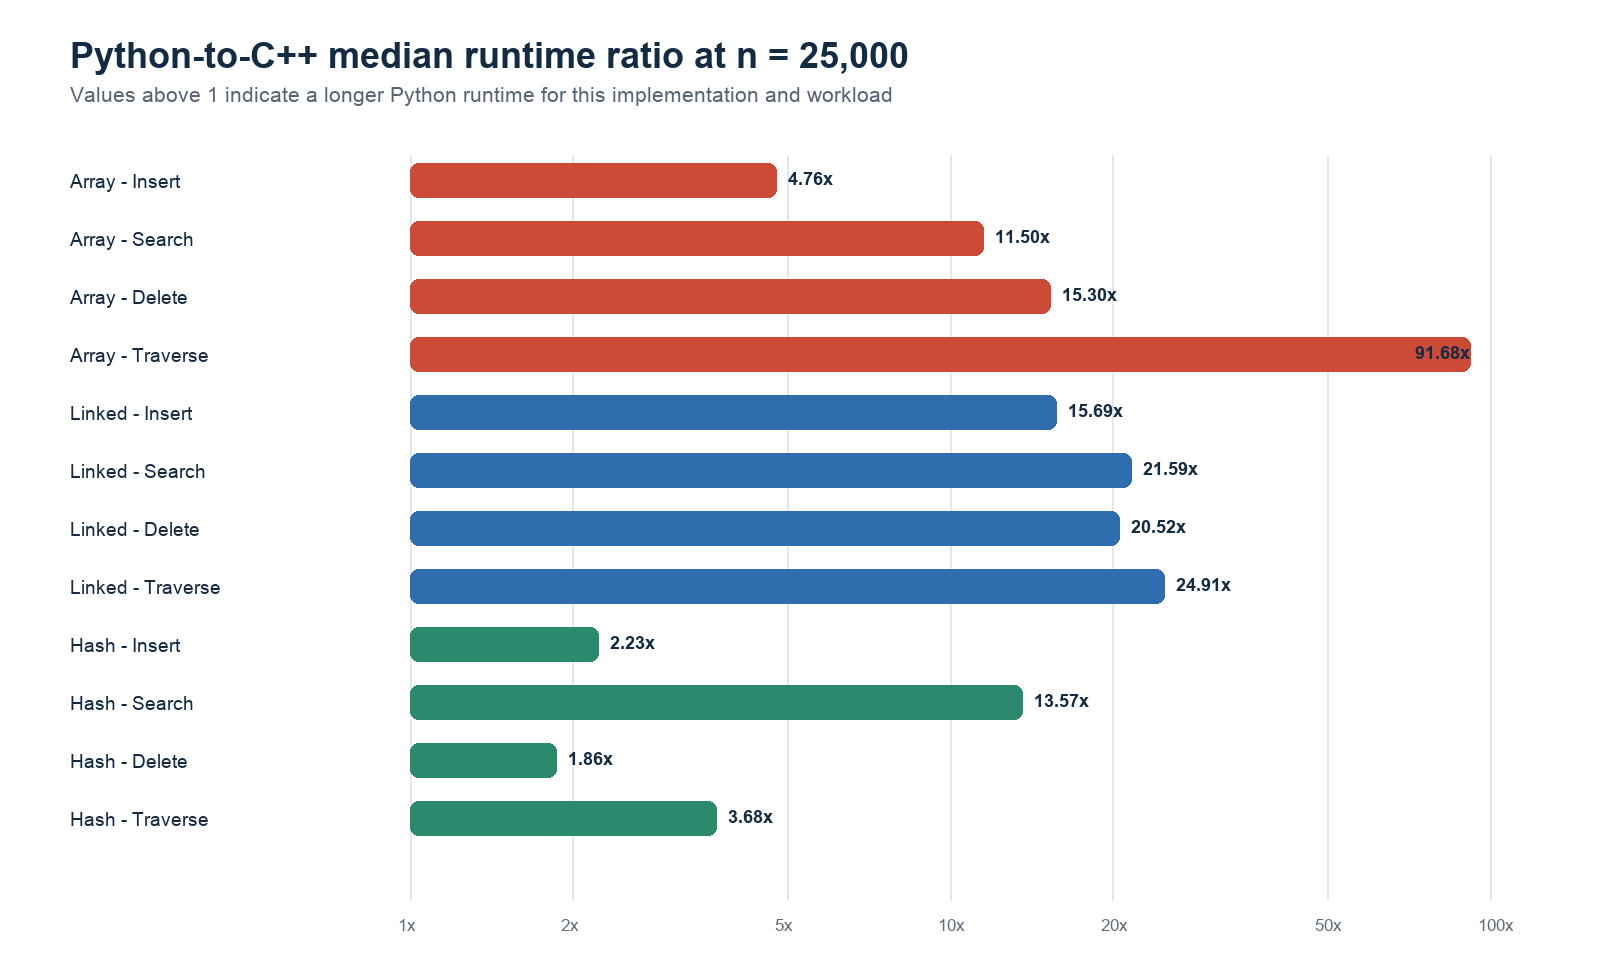 Python-to-C++ median runtime ratio at n = 25,000
Values above 1 indicate a longer Python runtime for this implementation and workload
Array - Insert 4.76x
Array - Search 11.50x
Array - Delete 15.30x
Array - Traverse 91.68x
Linked - Insert 15.69x
Linked - Search 21.59x
Linked - Delete 20.52x
Linked - Traverse 24.91x
Hash - Insert 2.23x
Hash - Search 13.57x
Hash - Delete 1.86x
Hash - Traverse 3.68x
1x 2x 5x 10x 20x 50x 100x